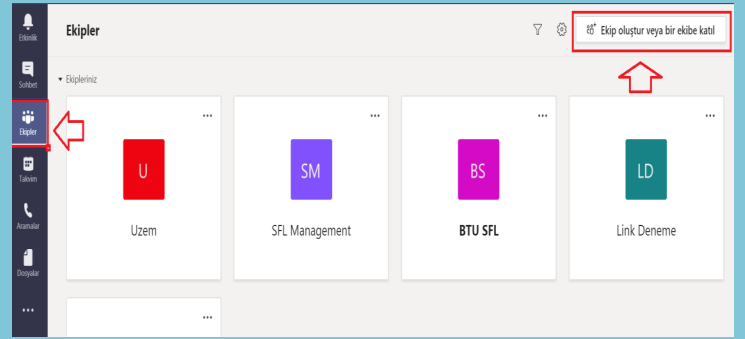 Etkinlik
Sohbet
Ekipler
Takvim
Aramalar
Dosyalar
Ekipler
Ekip oluştur veya bir ekibe katıl
Ekipleriniz
U
Uzem
SM
SFL Management
BS
BTU SFL
LD
Link Deneme